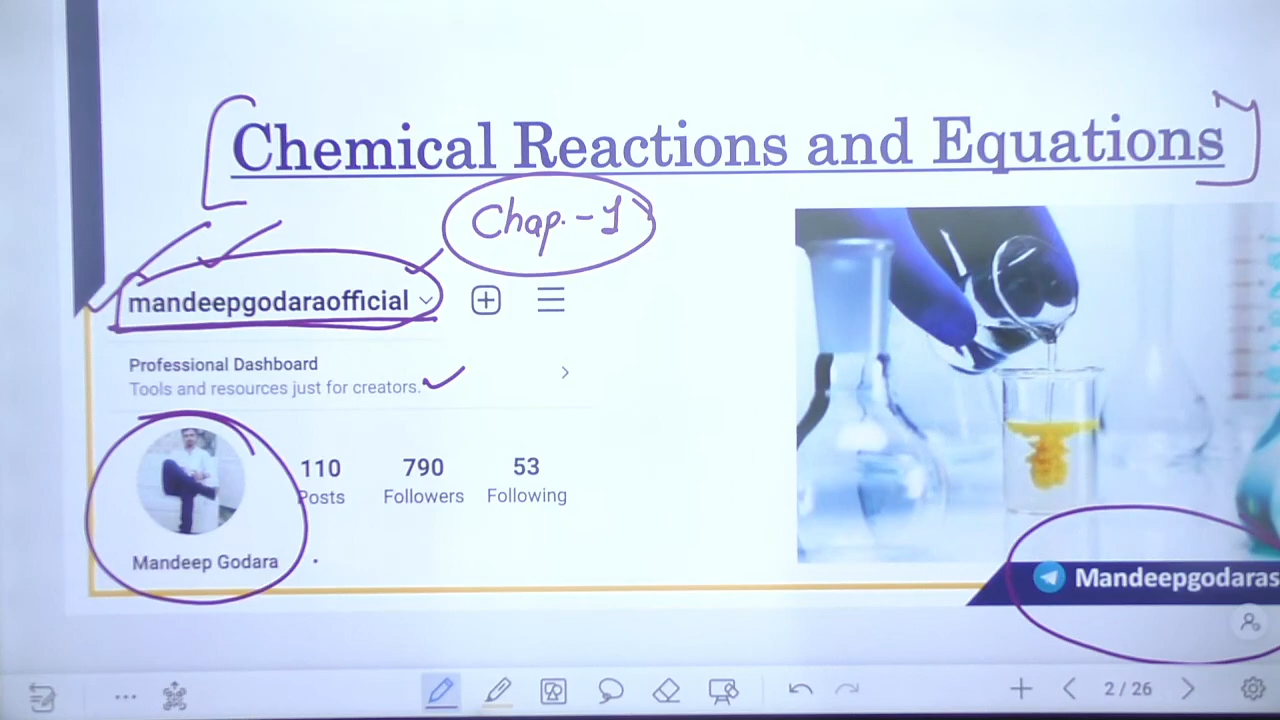 Chemical Reactions and Equations
Chap. - 1
mandeepgodaraofficial
Professional Dashboard
Tools and resources just for creators.
110 790 53
Posts Followers Following
Mandeep Godara
Mandeepgodaras
2 / 26